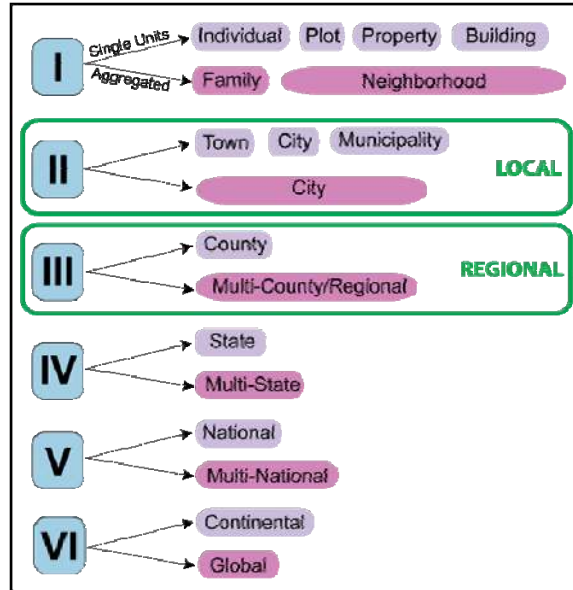 Single Units
Individual Plot Property Building
I
Aggregated
Family Neighborhood
Town City Municipality
II
LOCAL
City
County
III
REGIONAL
Multi-County/Regional
State
IV
Multi-State
National
V
Multi-National
Continental
VI
Global